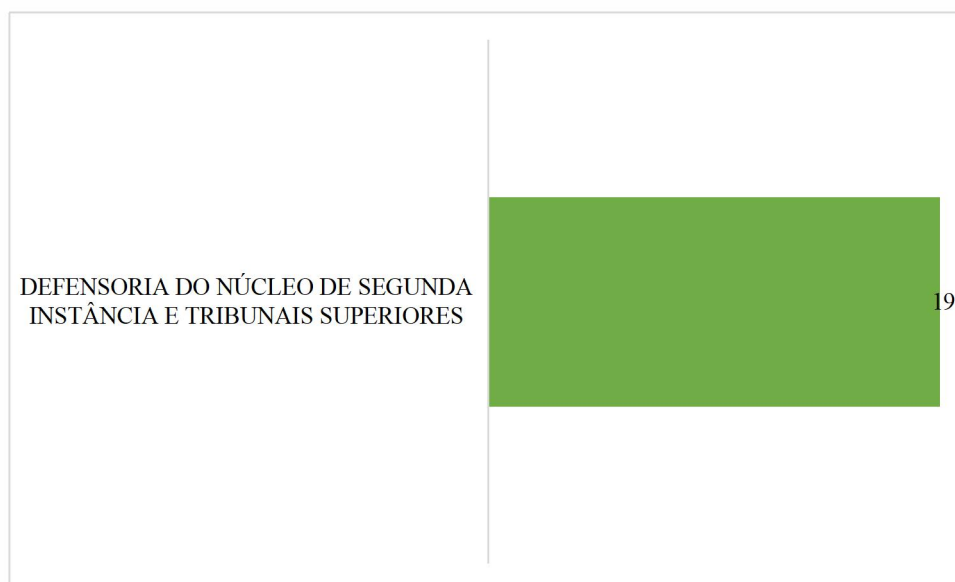 DEFENSORIA DO NÚCLEO DE SEGUNDA
INSTÂNCIA E TRIBUNAIS SUPERIORES
19